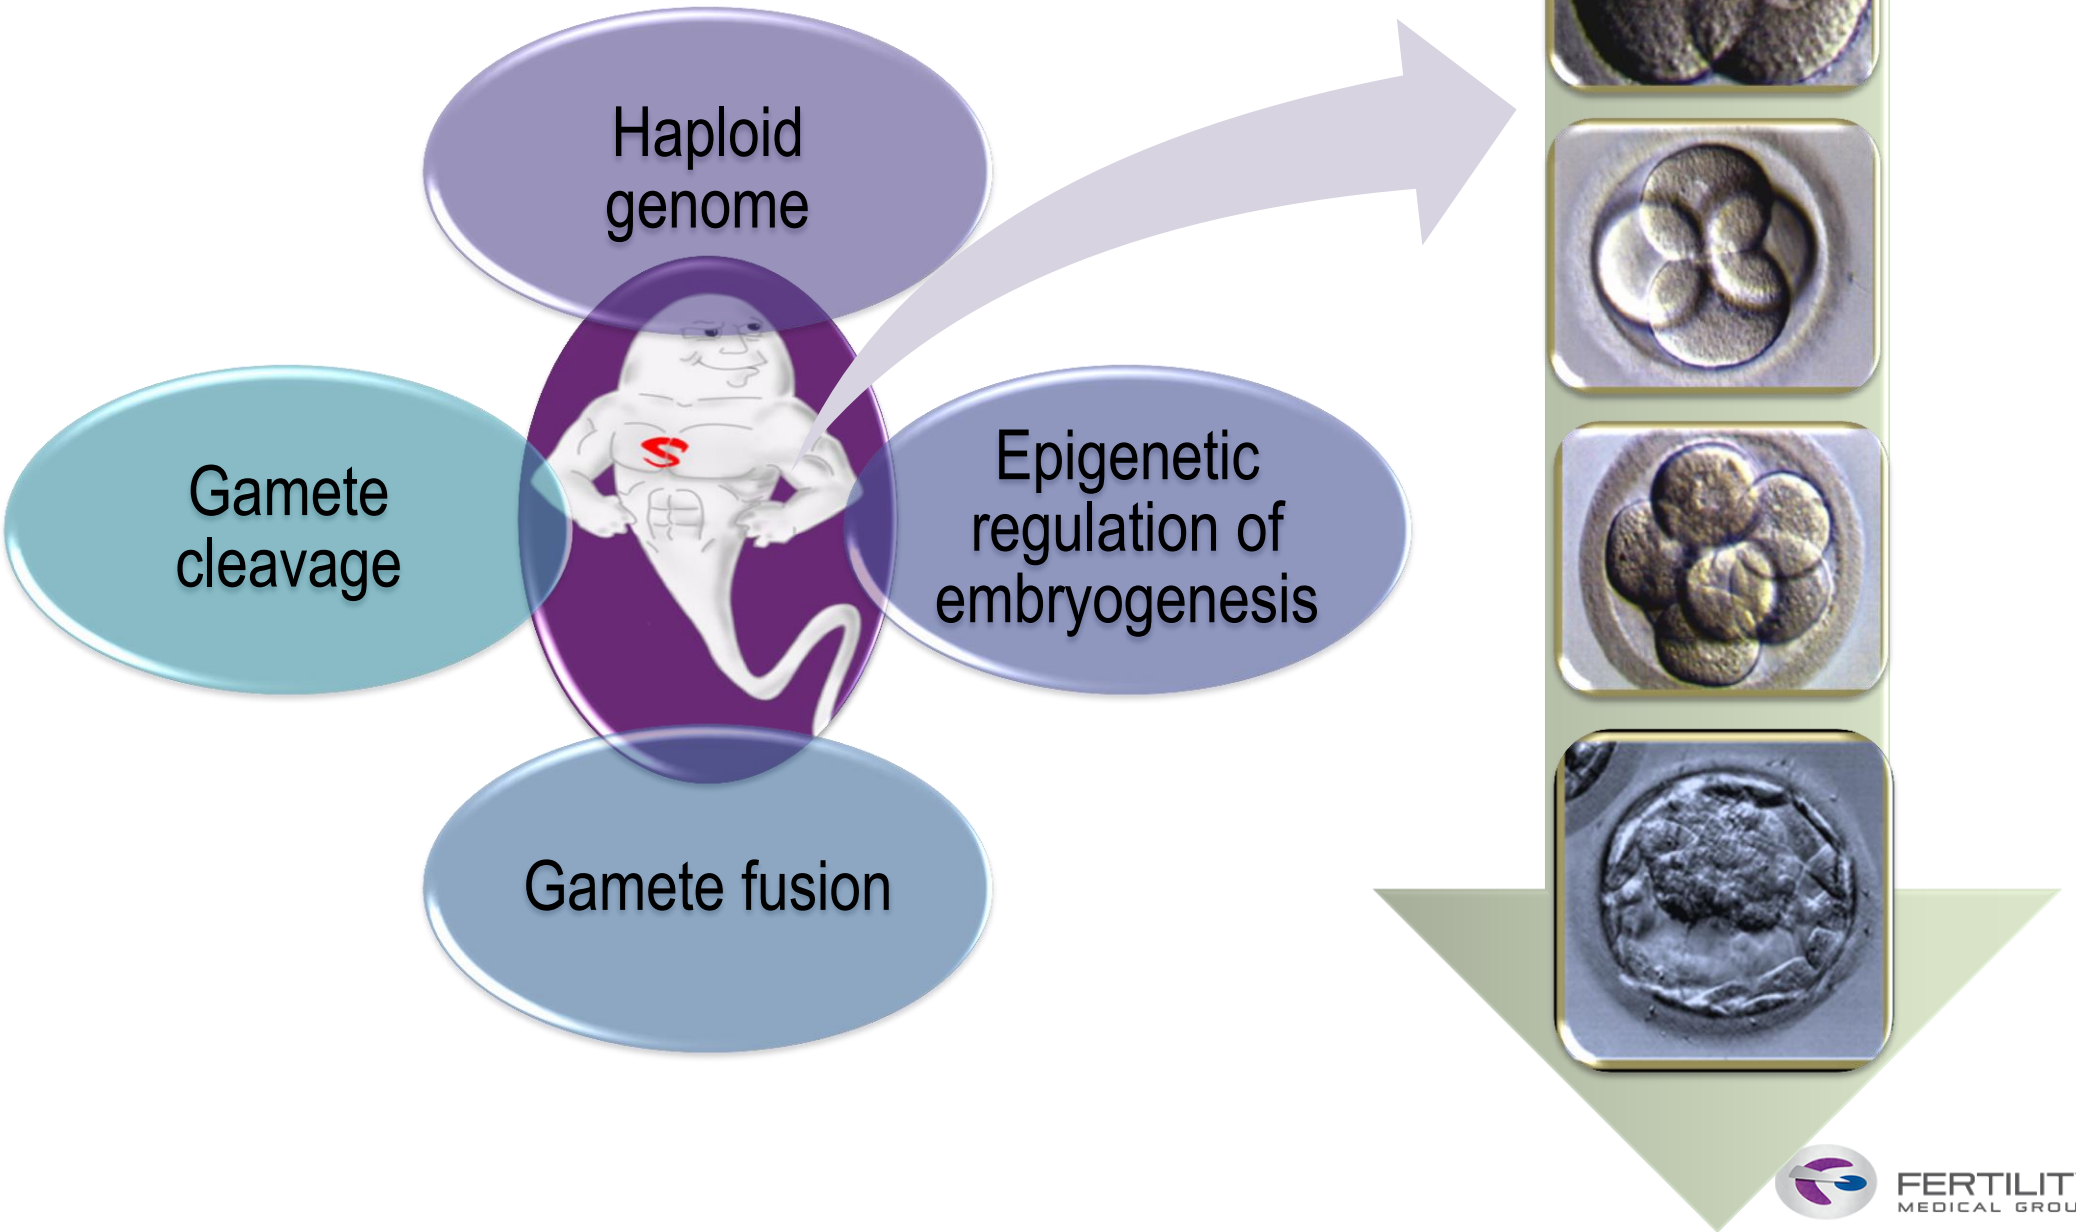 Haploid
genome
Gamete
cleavage
Epigenetic
regulation of
embryogenesis
Gamete fusion
S
FERTILIT
MEDICAL GROU